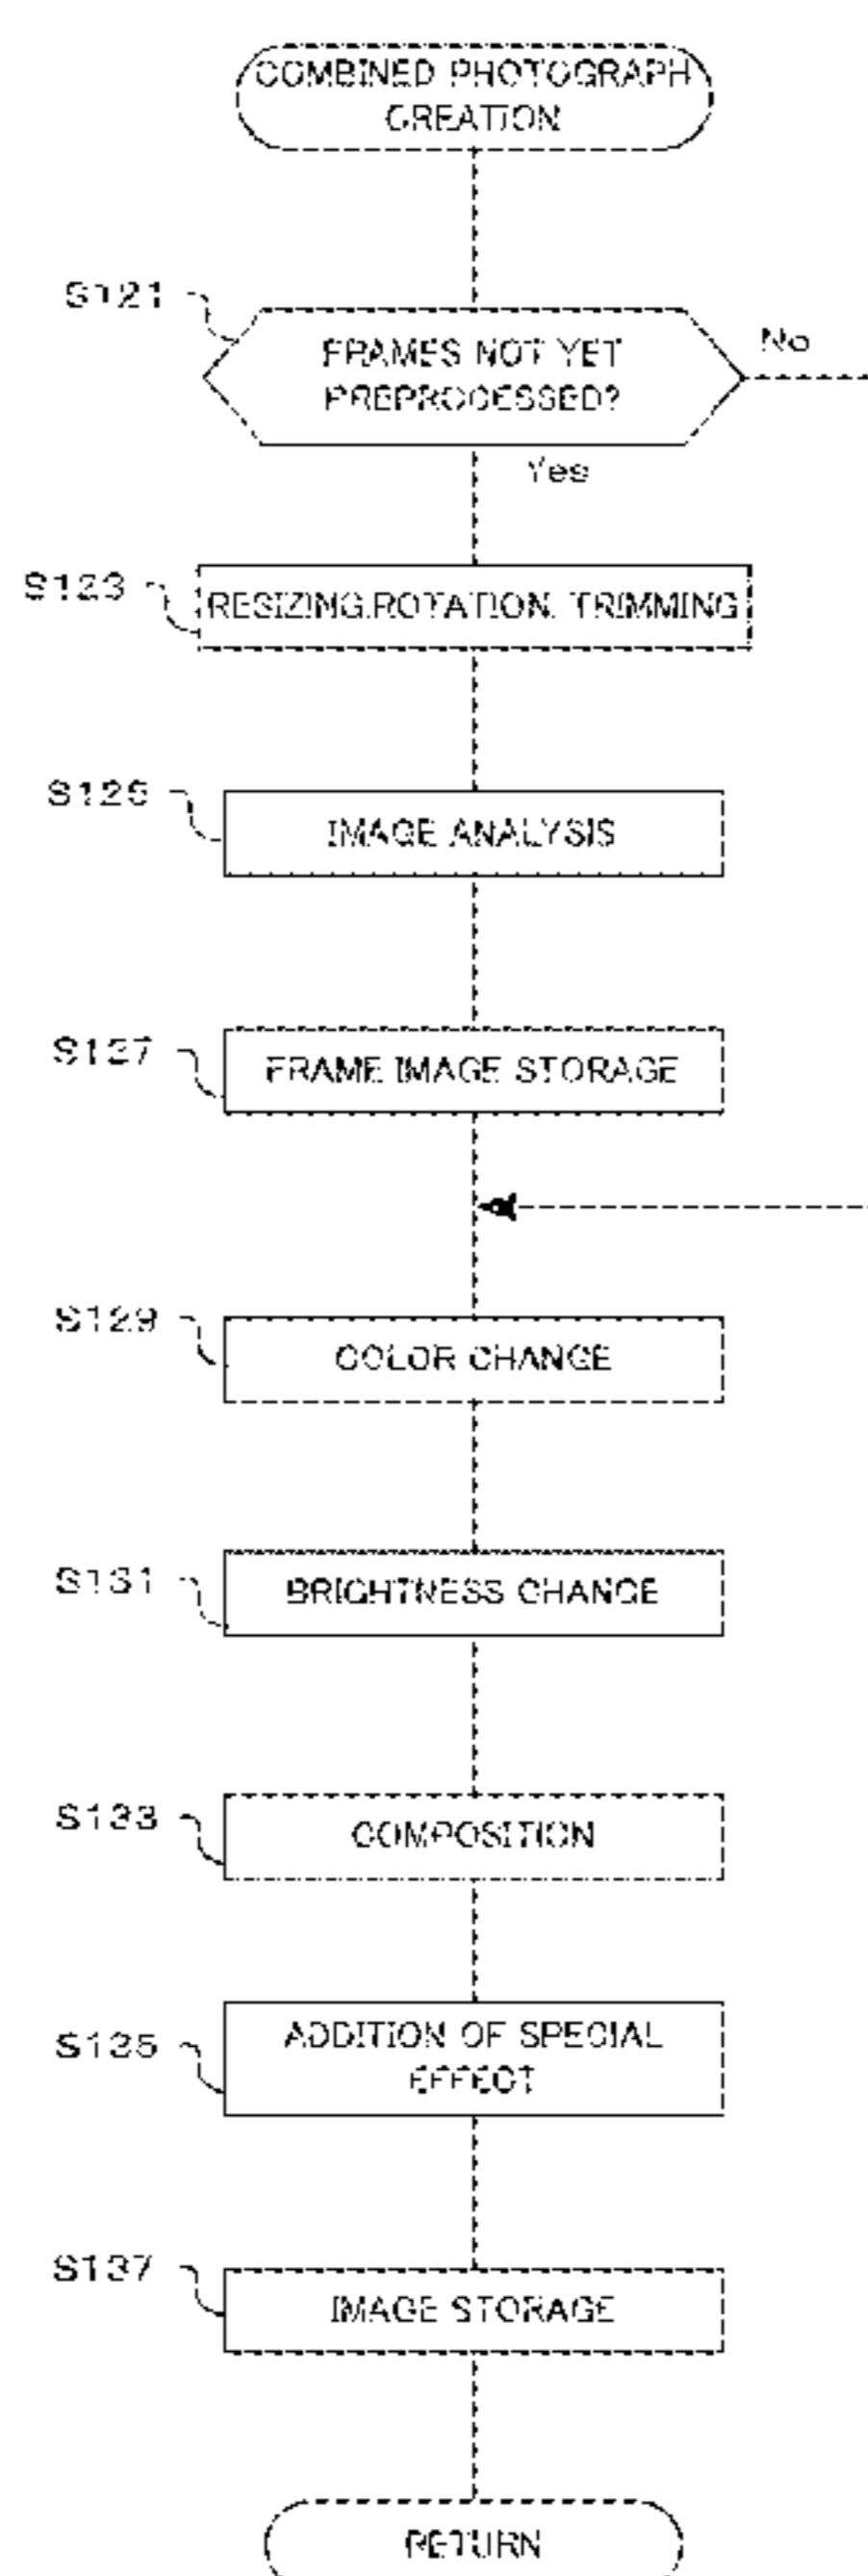 COMBINED PHOTOGRAPH
CREATION
S121
FRAMES NOT YET
PREPROCESSED?
No
Yes
S123
RESIZING, ROTATION, TRIMMING
S125
IMAGE ANALYSIS
S127
FRAME IMAGE STORAGE
S129
COLOR CHANGE
S131
BRIGHTNESS CHANGE
S133
COMPOSITION
S135
ADDITION OF SPECIAL
EFFECT
S137
IMAGE STORAGE
RETURN